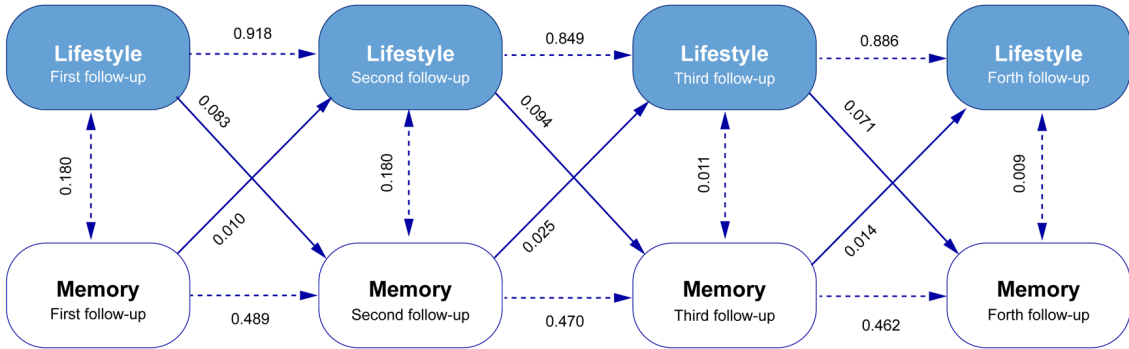 Lifestyle
First follow-up
0.918
Lifestyle
Second follow-up
0.849
Lifestyle
Third follow-up
0.886
Lifestyle
Forth follow-up
0.083
0.094
0.071
0.180
0.180
0.011
0.009
0.010
0.025
0.014
Memory
First follow-up
0.489
Memory
Second follow-up
0.470
Memory
Third follow-up
0.462
Memory
Forth follow-up